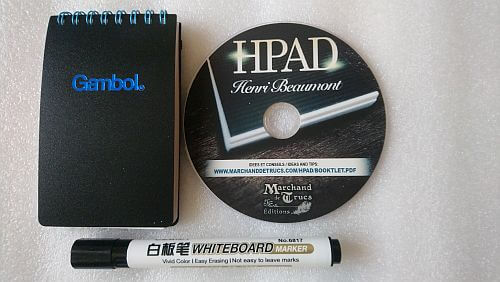 Gambol
HPAD
Henri Beaumont
IDÉES ET CONSEILS / IDEAS AND TIPS:
WWW.MARCHANDDETRUCS.COM/HPAD/BOOKTLET.PDF
Marchand
de Trucs
Editions
白板笔 WHITEBOARD
No.6817
MARKER
Vivid Color | Easy Erasing | Not easy to leave marks